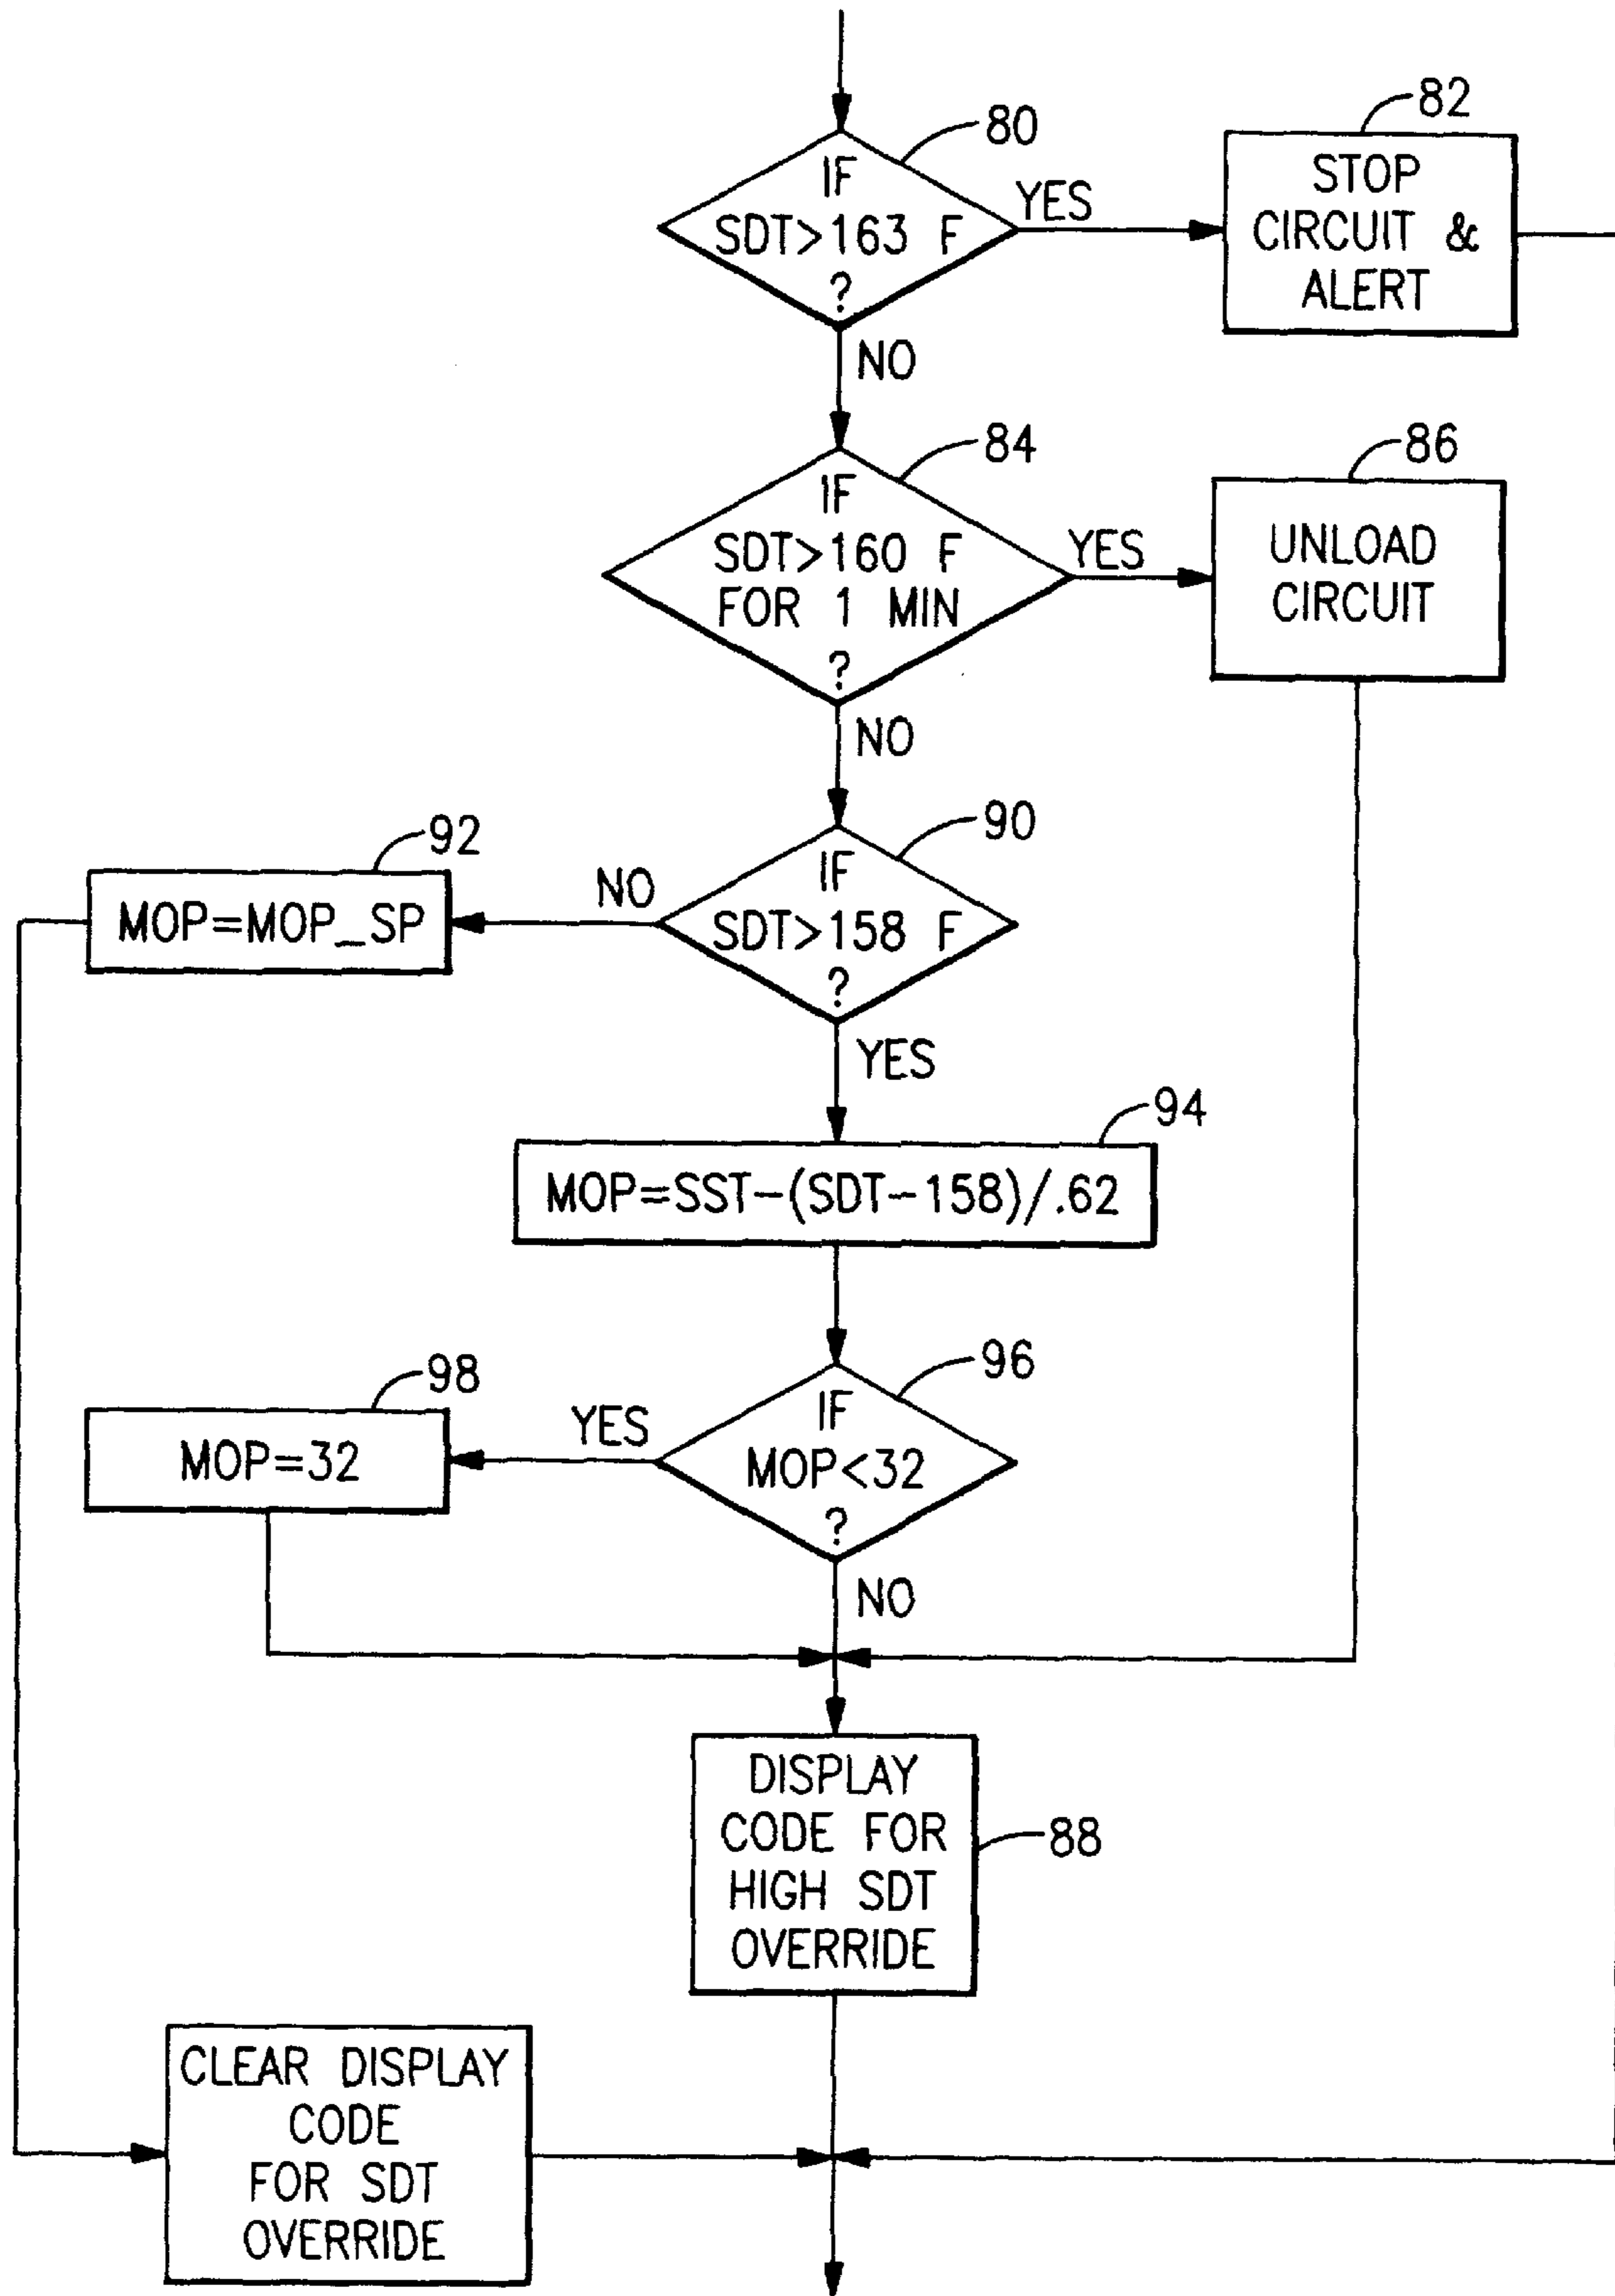 80
IF
SDT>163 F
?
YES
NO
82
STOP
CIRCUIT &
ALERT
84
IF
SDT>160 F
FOR 1 MIN
?
YES
NO
86
UNLOAD
CIRCUIT
90
IF
SDT>158 F
?
NO
YES
92
MOP=MOP_SP
94
MOP=SST-(SDT-158)/.62
96
IF
MOP<32
?
YES
NO
98
MOP=32
DISPLAY
CODE FOR
HIGH SDT
OVERRIDE
88
CLEAR DISPLAY
CODE
FOR SDT
OVERRIDE